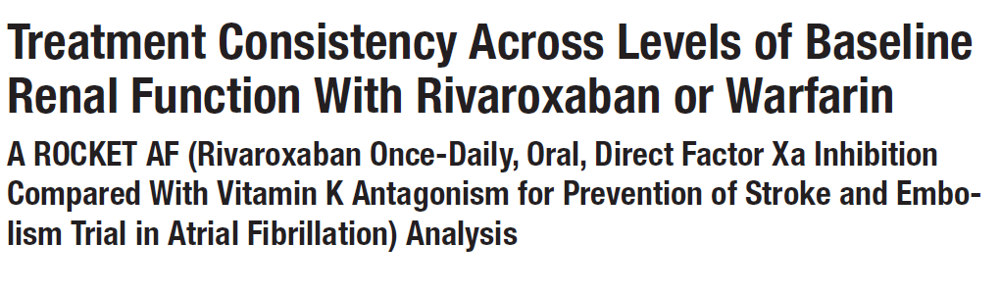 Treatment Consistency Across Levels of Baseline
Renal Function With Rivaroxaban or Warfarin
A ROCKET AF (Rivaroxaban Once-Daily, Oral, Direct Factor Xa Inhibition
Compared With Vitamin K Antagonism for Prevention of Stroke and Embo-
lism Trial in Atrial Fibrillation) Analysis